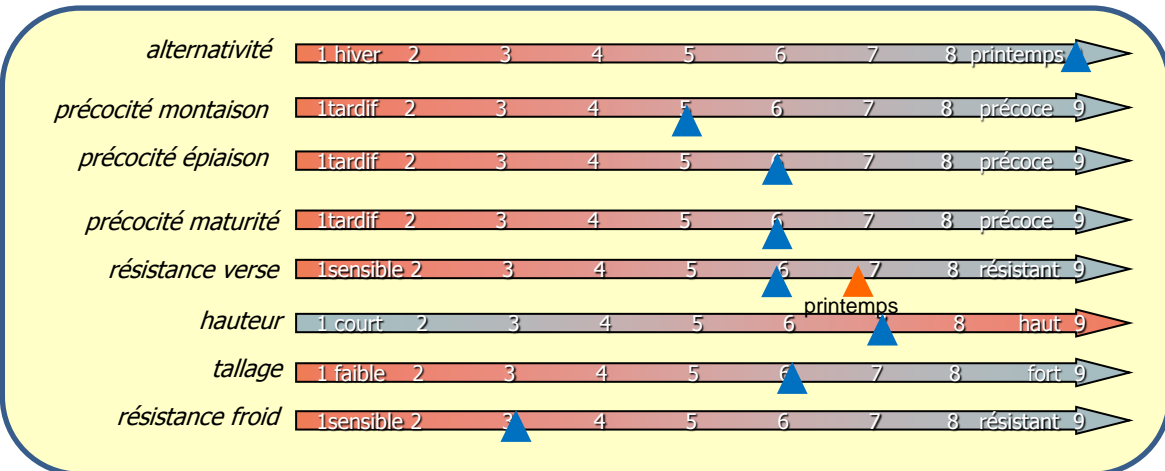 alternativité 1 hiver 2 3 4 5 6 7 8 printemps
précocité montaison 1tardif 2 3 4 5 6 7 8 précoce 9
précocité épiaison 1tardif 2 3 4 5 6 7 8 précoce 9
précocité maturité 1tardif 2 3 4 5 6 7 8 précoce 9
résistance verse 1sensible 2 3 4 5 6 7 8 résistant 9
printemps
hauteur 1 court 2 3 4 5 6 7 8 haut 9
tallage 1 faible 2 3 4 5 6 7 8 fort 9
résistance froid 1sensible 2 3 4 5 6 7 8 résistant 9